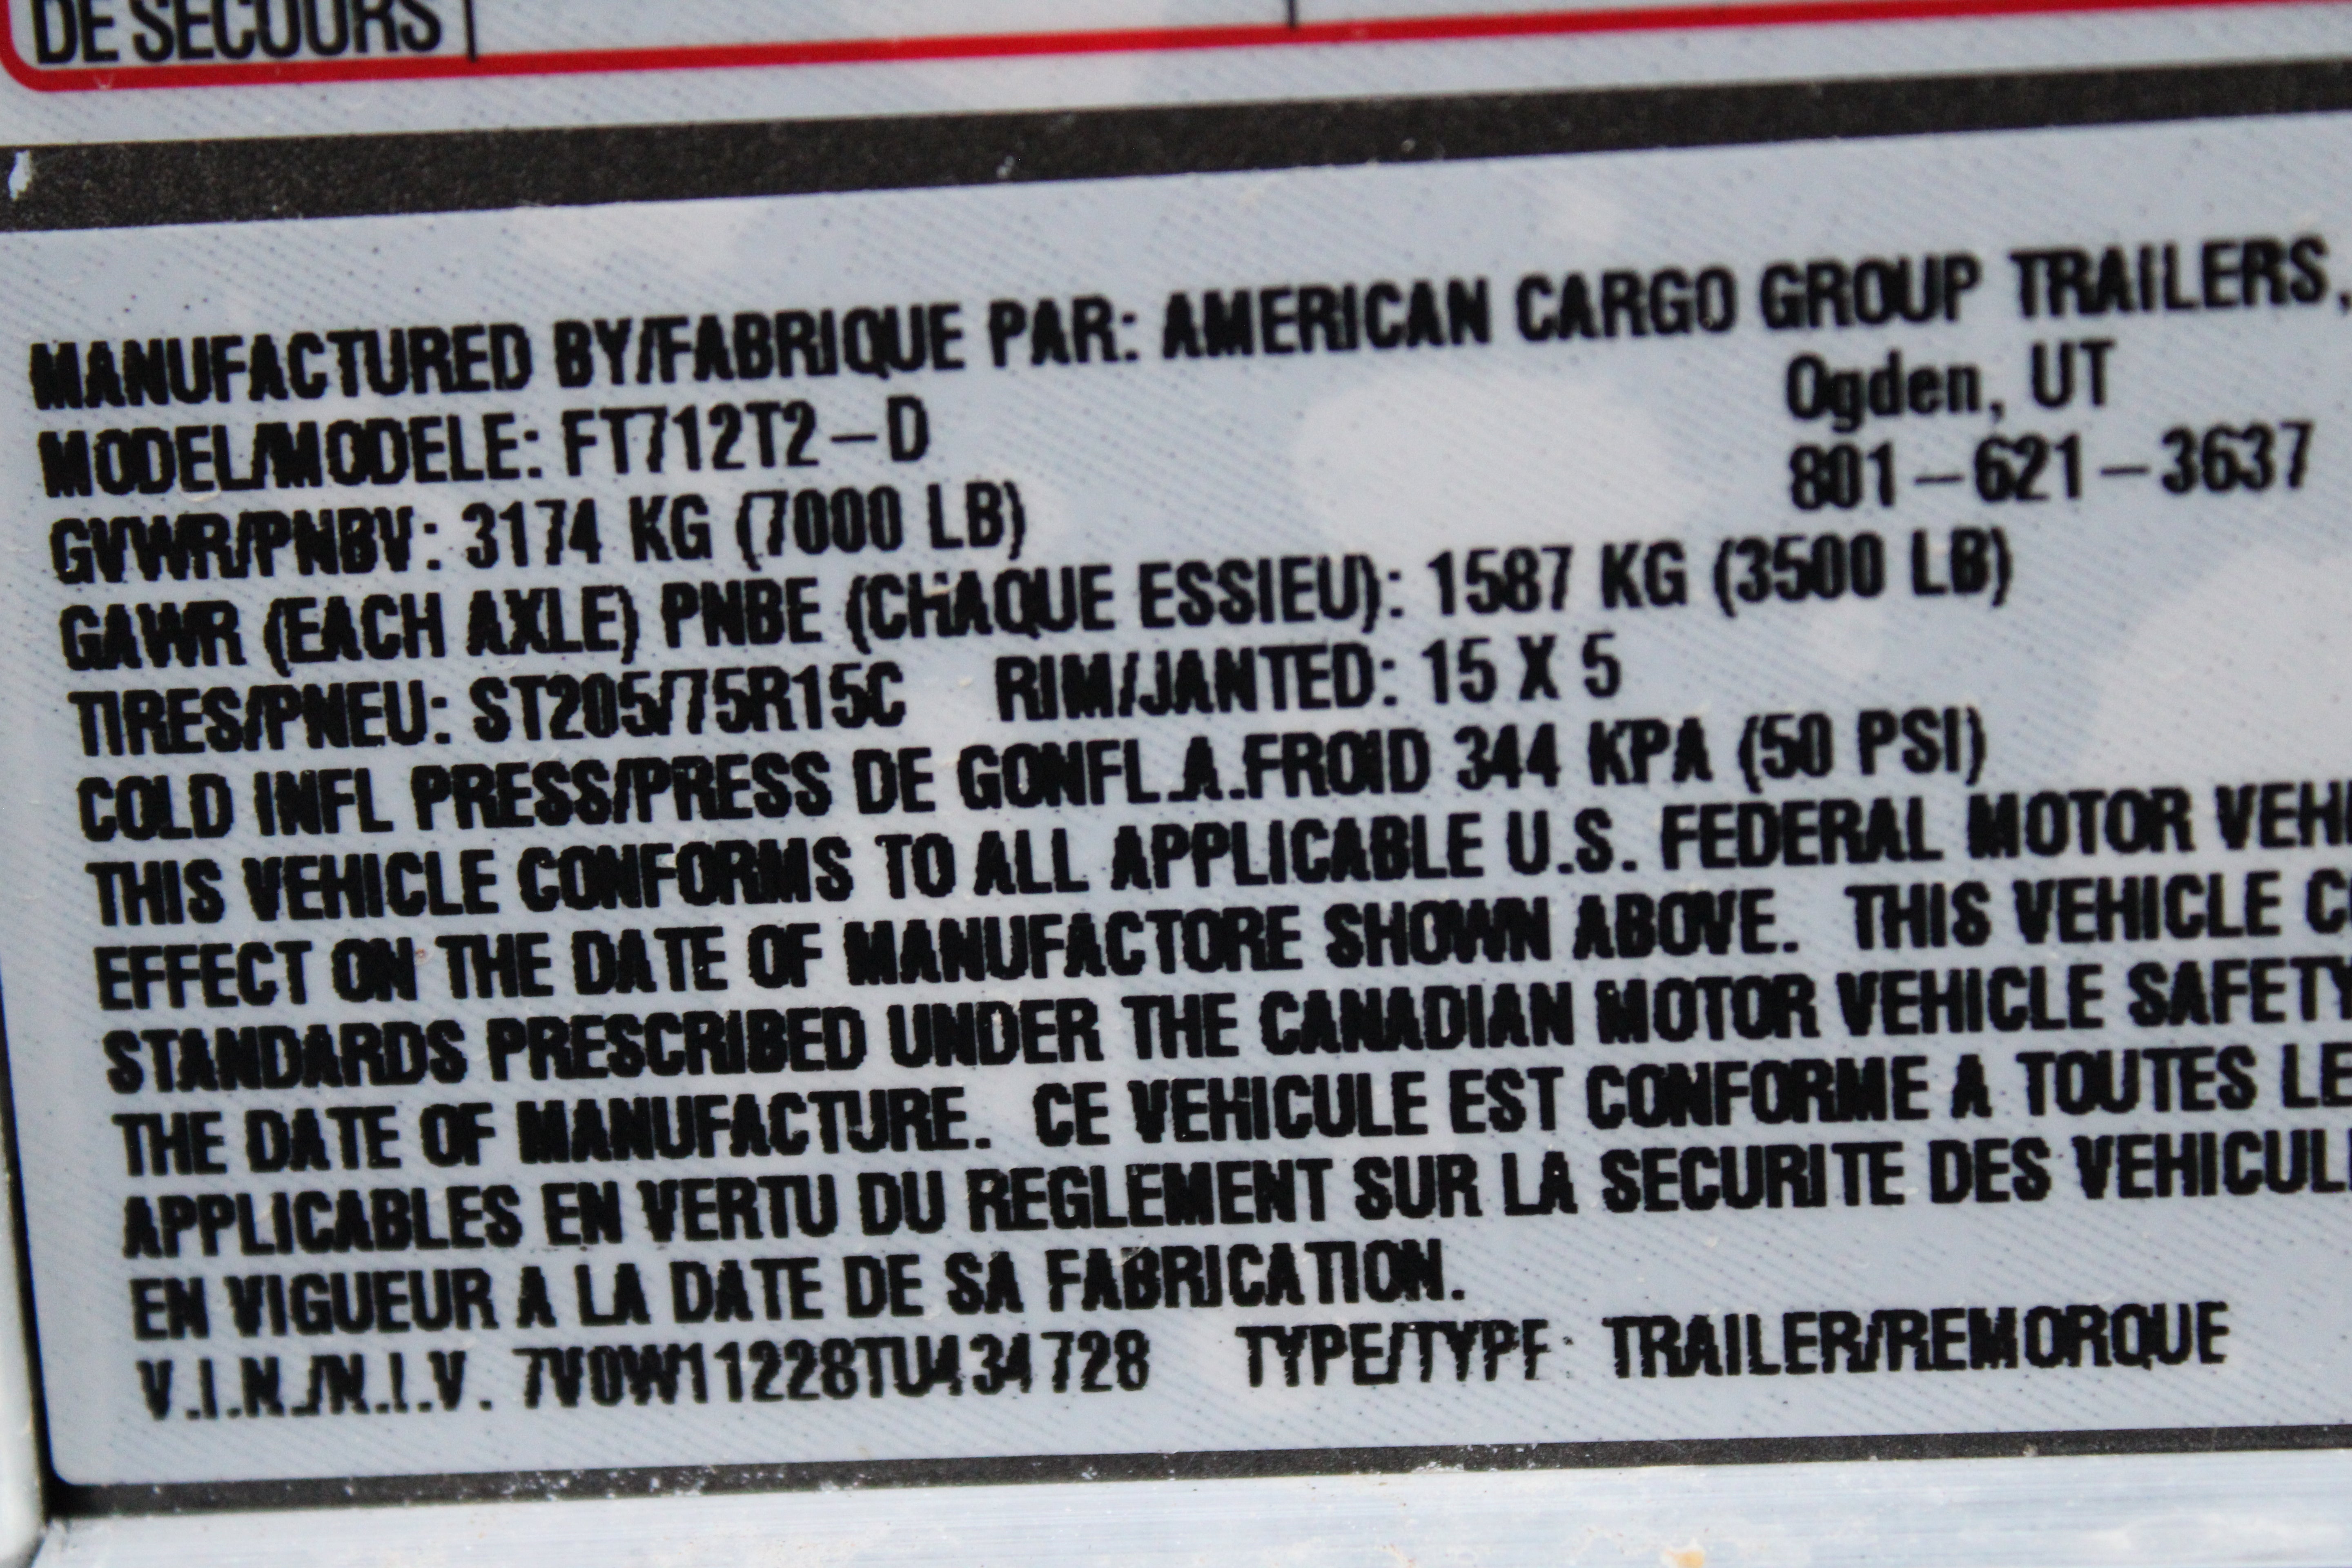 DE SECOURS
MANUFACTURED BY/FABRIQUE PAR: AMERICAN CARGO GROUP TRAILERS,
MODEL/MODELE: FT712T2-D Ogden, UT
GVWR/PNBV: 3174 KG (7000 LB) 801-621-3637
GAWR (EACH AXLE) PNBE (CHAQUE ESSIEU): 1587 KG (3500 LB)
TIRES/PNEU: ST205/75R15C RIM/JANTED: 15 X 5
COLD INFL PRESS/PRESS DE GONFL.A.FROID 344 KPA (50 PSI)
THIS VEHICLE CONFORMS TO ALL APPLICABLE U.S. FEDERAL MOTOR VEH
EFFECT ON THE DATE OF MANUFACTORE SHOWN ABOVE. THIS VEHICLE C
STANDARDS PRESCRIBED UNDER THE CANADIAN MOTOR VEHICLE SAFETY
THE DATE OF MANUFACTURE. CE VEHICULE EST CONFORME A TOUTES LE
APPLICABLES EN VERTU DU REGLEMENT SUR LA SECURITE DES VEHICUL
EN VIGUEUR A LA DATE DE SA FABRICATION.
V.I.N./N.I.V. 7V0W11228TU434728 TYPE/TYPE: TRAILER/REMORQUE